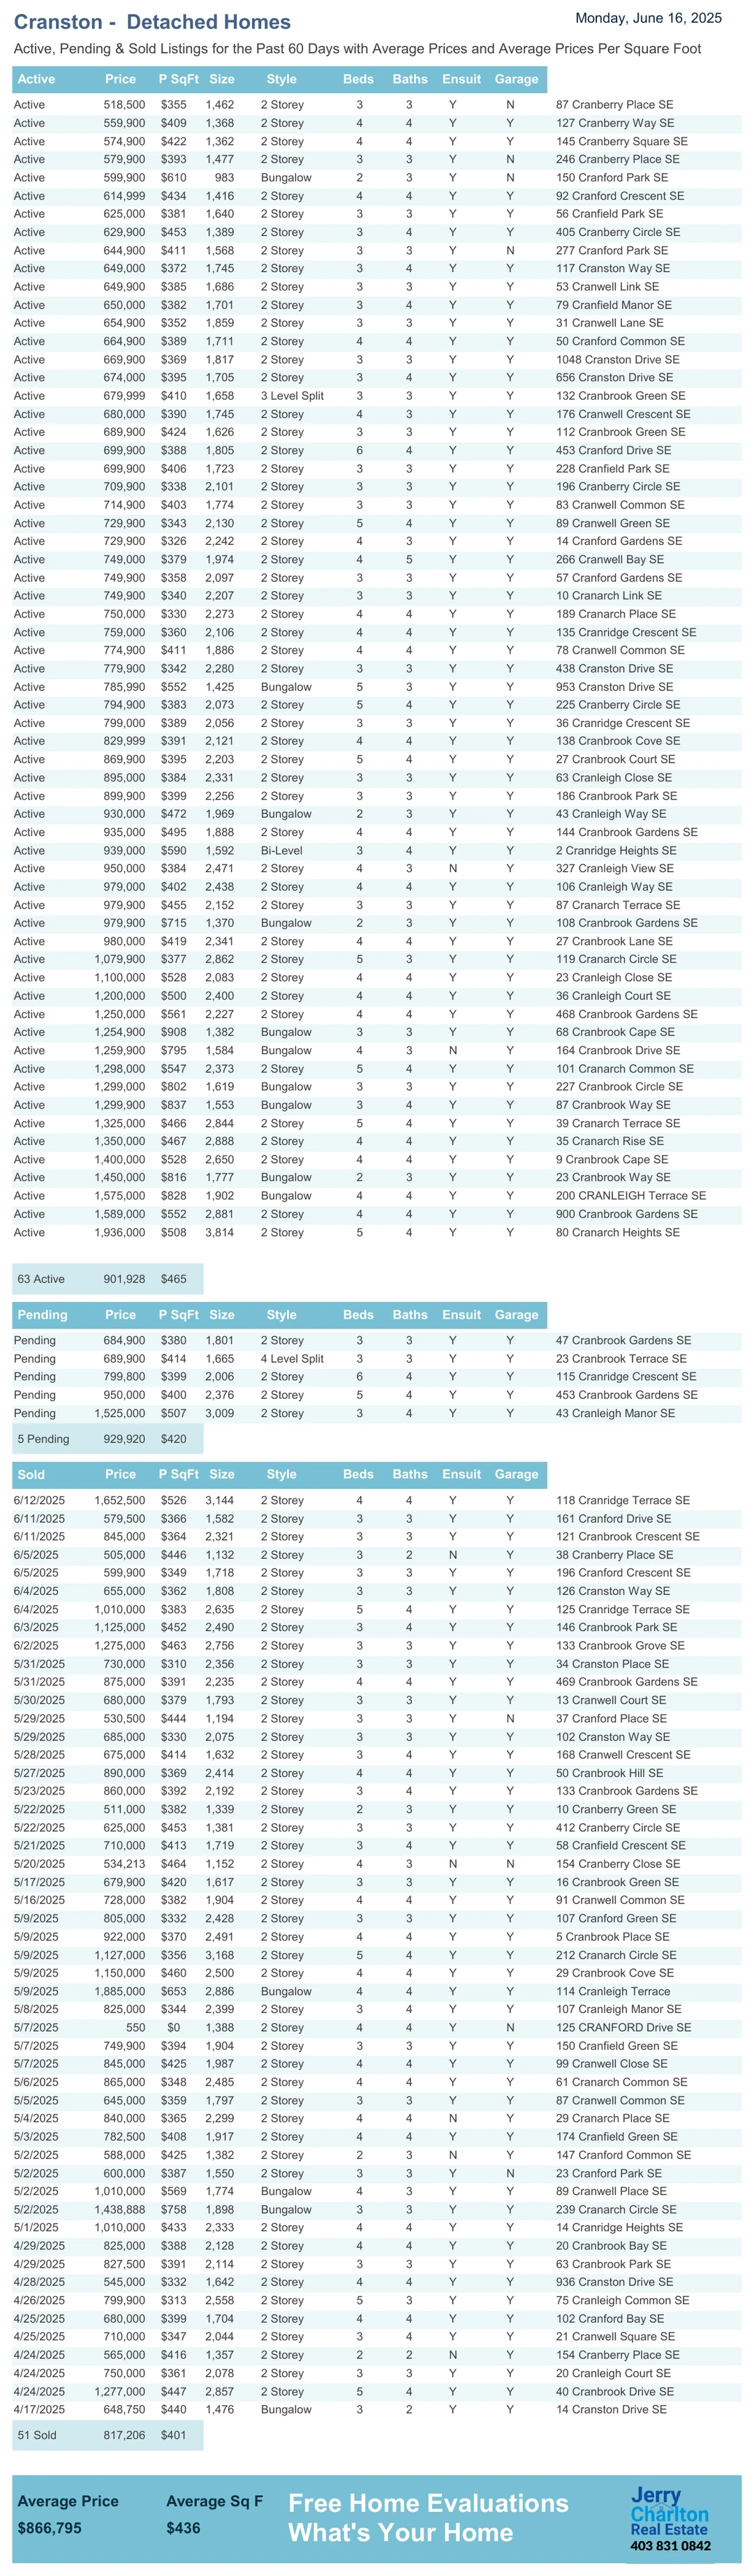 Cranston -  Detached Homes
Monday, June 16, 2025
Active, Pending & Sold Listings for the Past 60 Days with Average Prices and Average Prices Per Square Foot
Active Price P SqFt Size Style Beds Baths Ensuit Garage
Active 518,500 $355 1,462 2 Storey 3 3 Y N 87 Cranberry Place SE
Active 559,900 $409 1,368 2 Storey 4 4 Y Y 127 Cranberry Way SE
Active 574,900 $422 1,362 2 Storey 4 4 Y Y 145 Cranberry Square SE
Active 579,900 $393 1,477 2 Storey 3 3 Y N 246 Cranberry Place SE
Active 599,900 $610 983 Bungalow 2 3 Y N 150 Cranford Park SE
Active 614,999 $434 1,416 2 Storey 4 4 Y Y 92 Cranford Crescent SE
Active 625,000 $381 1,640 2 Storey 3 3 Y Y 56 Cranfield Park SE
Active 629,900 $453 1,389 2 Storey 3 4 Y Y 405 Cranberry Circle SE
Active 644,900 $411 1,568 2 Storey 3 3 Y N 277 Cranford Park SE
Active 649,000 $372 1,745 2 Storey 3 4 Y Y 117 Cranston Way SE
Active 649,900 $385 1,686 2 Storey 3 3 Y Y 53 Cranwell Link SE
Active 650,000 $382 1,701 2 Storey 3 4 Y Y 79 Cranfield Manor SE
Active 654,900 $352 1,859 2 Storey 3 3 Y Y 31 Cranwell Lane SE
Active 664,900 $389 1,711 2 Storey 4 4 Y Y 50 Cranford Common SE
Active 669,900 $369 1,817 2 Storey 3 3 Y Y 1048 Cranston Drive SE
Active 674,000 $395 1,705 2 Storey 3 4 Y Y 656 Cranston Drive SE
Active 679,999 $410 1,658 3 Level Split 3 3 Y Y 132 Cranbrook Green SE
Active 680,000 $390 1,745 2 Storey 4 3 Y Y 176 Cranwell Crescent SE
Active 689,900 $424 1,626 2 Storey 3 3 Y Y 112 Cranbrook Green SE
Active 699,900 $388 1,805 2 Storey 6 4 Y Y 453 Cranford Drive SE
Active 699,900 $406 1,723 2 Storey 3 3 Y Y 228 Cranfield Park SE
Active 709,900 $338 2,101 2 Storey 3 3 Y Y 196 Cranberry Circle SE
Active 714,900 $403 1,774 2 Storey 3 3 Y Y 83 Cranwell Common SE
Active 729,900 $343 2,130 2 Storey 5 4 Y Y 89 Cranwell Green SE
Active 729,900 $326 2,242 2 Storey 4 3 Y Y 14 Cranford Gardens SE
Active 749,000 $379 1,974 2 Storey 4 5 Y Y 266 Cranwell Bay SE
Active 749,900 $358 2,097 2 Storey 3 3 Y Y 57 Cranford Gardens SE
Active 749,900 $340 2,207 2 Storey 3 3 Y Y 10 Cranarch Link SE
Active 750,000 $330 2,273 2 Storey 4 4 Y Y 189 Cranarch Place SE
Active 759,000 $360 2,106 2 Storey 4 4 Y Y 135 Cranridge Crescent SE
Active 774,900 $411 1,886 2 Storey 4 4 Y Y 78 Cranwell Common SE
Active 779,900 $342 2,280 2 Storey 3 3 Y Y 438 Cranston Drive SE
Active 785,990 $552 1,425 Bungalow 5 3 Y Y 953 Cranston Drive SE
Active 794,900 $383 2,073 2 Storey 5 4 Y Y 225 Cranberry Circle SE
Active 799,000 $389 2,056 2 Storey 3 3 Y Y 36 Cranridge Crescent SE
Active 829,999 $391 2,121 2 Storey 4 4 Y Y 138 Cranbrook Cove SE
Active 869,900 $395 2,203 2 Storey 5 4 Y Y 27 Cranbrook Court SE
Active 895,000 $384 2,331 2 Storey 3 3 Y Y 63 Cranleigh Close SE
Active 899,900 $399 2,256 2 Storey 3 3 Y Y 186 Cranbrook Park SE
Active 930,000 $472 1,969 Bungalow 2 3 Y Y 43 Cranleigh Way SE
Active 935,000 $495 1,888 2 Storey 4 4 Y Y 144 Cranbrook Gardens SE
Active 939,000 $590 1,592 Bi-Level 3 4 Y Y 2 Cranridge Heights SE
Active 950,000 $384 2,471 2 Storey 4 3 N Y 327 Cranleigh View SE
Active 979,000 $402 2,438 2 Storey 4 4 Y Y 106 Cranleigh Way SE
Active 979,900 $455 2,152 2 Storey 3 3 Y Y 87 Cranarch Terrace SE
Active 979,900 $715 1,370 Bungalow 2 3 Y Y 108 Cranbrook Gardens SE
Active 980,000 $419 2,341 2 Storey 4 4 Y Y 27 Cranbrook Lane SE
Active 1,079,900 $377 2,862 2 Storey 5 3 Y Y 119 Cranarch Circle SE
Active 1,100,000 $528 2,083 2 Storey 4 4 Y Y 23 Cranleigh Close SE
Active 1,200,000 $500 2,400 2 Storey 4 4 Y Y 36 Cranleigh Court SE
Active 1,250,000 $561 2,227 2 Storey 4 4 Y Y 468 Cranbrook Gardens SE
Active 1,254,900 $908 1,382 Bungalow 3 3 Y Y 68 Cranbrook Cape SE
Active 1,259,900 $795 1,584 Bungalow 4 3 N Y 164 Cranbrook Drive SE
Active 1,298,000 $547 2,373 2 Storey 5 4 Y Y 101 Cranarch Common SE
Active 1,299,000 $802 1,619 Bungalow 3 3 Y Y 227 Cranbrook Circle SE
Active 1,299,900 $837 1,553 Bungalow 3 4 Y Y 87 Cranbrook Way SE
Active 1,325,000 $466 2,844 2 Storey 5 4 Y Y 39 Cranarch Terrace SE
Active 1,350,000 $467 2,888 2 Storey 4 4 Y Y 35 Cranarch Rise SE
Active 1,400,000 $528 2,650 2 Storey 4 4 Y Y 9 Cranbrook Cape SE
Active 1,450,000 $816 1,777 Bungalow 2 3 Y Y 23 Cranbrook Way SE
Active 1,575,000 $828 1,902 Bungalow 4 4 Y Y 200 CRANLEIGH Terrace SE
Active 1,589,000 $552 2,881 2 Storey 4 4 Y Y 900 Cranbrook Gardens SE
Active 1,936,000 $508 3,814 2 Storey 5 4 Y Y 80 Cranarch Heights SE
63 Active 901,928 $465
Pending Price P SqFt Size Style Beds Baths Ensuit Garage
Pending 684,900 $380 1,801 2 Storey 3 3 Y Y 47 Cranbrook Gardens SE
Pending 689,900 $414 1,665 4 Level Split 3 3 Y Y 23 Cranbrook Terrace SE
Pending 799,800 $399 2,006 2 Storey 6 4 Y Y 115 Cranridge Crescent SE
Pending 950,000 $400 2,376 2 Storey 5 4 Y Y 453 Cranbrook Gardens SE
Pending 1,525,000 $507 3,009 2 Storey 3 4 Y Y 43 Cranleigh Manor SE
5 Pending 929,920 $420
Sold Price P SqFt Size Style Beds Baths Ensuit Garage
6/12/2025 1,652,500 $526 3,144 2 Storey 4 4 Y Y 118 Cranridge Terrace SE
6/11/2025 579,500 $366 1,582 2 Storey 3 3 Y Y 161 Cranford Drive SE
6/11/2025 845,000 $364 2,321 2 Storey 3 3 Y Y 121 Cranbrook Crescent SE
6/5/2025 505,000 $446 1,132 2 Storey 3 2 N Y 38 Cranberry Place SE
6/5/2025 599,900 $349 1,718 2 Storey 3 3 Y Y 196 Cranford Crescent SE
6/4/2025 655,000 $362 1,808 2 Storey 3 3 Y Y 126 Cranston Way SE
6/4/2025 1,010,000 $383 2,635 2 Storey 5 4 Y Y 125 Cranridge Terrace SE
6/3/2025 1,125,000 $452 2,490 2 Storey 3 4 Y Y 146 Cranbrook Park SE
6/2/2025 1,275,000 $463 2,756 2 Storey 3 3 Y Y 133 Cranbrook Grove SE
5/31/2025 730,000 $310 2,356 2 Storey 3 3 Y Y 34 Cranston Place SE
5/31/2025 875,000 $391 2,235 2 Storey 4 4 Y Y 469 Cranbrook Gardens SE
5/30/2025 680,000 $379 1,793 2 Storey 3 3 Y Y 13 Cranwell Court SE
5/29/2025 530,500 $444 1,194 2 Storey 3 3 Y N 37 Cranford Place SE
5/29/2025 685,000 $330 2,075 2 Storey 3 3 Y Y 102 Cranston Way SE
5/28/2025 675,000 $414 1,632 2 Storey 3 4 Y Y 168 Cranwell Crescent SE
5/27/2025 890,000 $369 2,414 2 Storey 4 4 Y Y 50 Cranbrook Hill SE
5/23/2025 860,000 $392 2,192 2 Storey 3 4 Y Y 133 Cranbrook Gardens SE
5/22/2025 511,000 $382 1,339 2 Storey 2 3 Y Y 10 Cranberry Green SE
5/22/2025 625,000 $453 1,381 2 Storey 3 3 Y Y 412 Cranberry Circle SE
5/21/2025 710,000 $413 1,719 2 Storey 3 4 Y Y 58 Cranfield Crescent SE
5/20/2025 534,213 $464 1,152 2 Storey 4 3 N N 154 Cranberry Close SE
5/17/2025 679,900 $420 1,617 2 Storey 3 3 Y Y 16 Cranbrook Green SE
5/16/2025 728,000 $382 1,904 2 Storey 4 4 Y Y 91 Cranwell Common SE
5/9/2025 805,000 $332 2,428 2 Storey 3 3 Y Y 107 Cranford Green SE
5/9/2025 922,000 $370 2,491 2 Storey 4 4 Y Y 5 Cranbrook Place SE
5/9/2025 1,127,000 $356 3,168 2 Storey 5 4 Y Y 212 Cranarch Circle SE
5/9/2025 1,150,000 $460 2,500 2 Storey 4 4 Y Y 29 Cranbrook Cove SE
5/9/2025 1,885,000 $653 2,886 Bungalow 4 4 Y Y 114 Cranleigh Terrace
5/8/2025 825,000 $344 2,399 2 Storey 3 4 Y Y 107 Cranleigh Manor SE
5/7/2025 550 $0 1,388 2 Storey 4 4 Y N 125 CRANFORD Drive SE
5/7/2025 749,900 $394 1,904 2 Storey 3 3 Y Y 150 Cranfield Green SE
5/7/2025 845,000 $425 1,987 2 Storey 4 4 Y Y 99 Cranwell Close SE
5/6/2025 865,000 $348 2,485 2 Storey 4 4 Y Y 61 Cranarch Common SE
5/5/2025 645,000 $359 1,797 2 Storey 3 3 Y Y 87 Cranwell Common SE
5/4/2025 840,000 $365 2,299 2 Storey 4 4 N Y 29 Cranarch Place SE
5/3/2025 782,500 $408 1,917 2 Storey 4 4 Y Y 174 Cranfield Green SE
5/2/2025 588,000 $425 1,382 2 Storey 2 3 N Y 147 Cranford Common SE
5/2/2025 600,000 $387 1,550 2 Storey 3 3 Y N 23 Cranford Park SE
5/2/2025 1,010,000 $569 1,774 Bungalow 4 3 Y Y 89 Cranwell Place SE
5/2/2025 1,438,888 $758 1,898 Bungalow 3 3 Y Y 239 Cranarch Circle SE
5/1/2025 1,010,000 $433 2,333 2 Storey 4 4 Y Y 14 Cranridge Heights SE
4/29/2025 825,000 $388 2,128 2 Storey 4 4 Y Y 20 Cranbrook Bay SE
4/29/2025 827,500 $391 2,114 2 Storey 3 3 Y Y 63 Cranbrook Park SE
4/28/2025 545,000 $332 1,642 2 Storey 4 4 Y Y 936 Cranston Drive SE
4/26/2025 799,900 $313 2,558 2 Storey 5 3 Y Y 75 Cranleigh Common SE
4/25/2025 680,000 $399 1,704 2 Storey 4 4 Y Y 102 Cranford Bay SE
4/25/2025 710,000 $347 2,044 2 Storey 3 4 Y Y 21 Cranwell Square SE
4/24/2025 565,000 $416 1,357 2 Storey 2 2 N Y 154 Cranberry Place SE
4/24/2025 750,000 $361 2,078 2 Storey 3 3 Y Y 20 Cranleigh Court SE
4/24/2025 1,277,000 $447 2,857 2 Storey 5 4 Y Y 40 Cranbrook Drive SE
4/17/2025 648,750 $440 1,476 Bungalow 3 2 Y Y 14 Cranston Drive SE
51 Sold 817,206 $401
Average Price Average Sq F
$866,795 $436
Free Home Evaluations
What's Your Home
Jerry
Charlton
Real Estate
403 831 0842